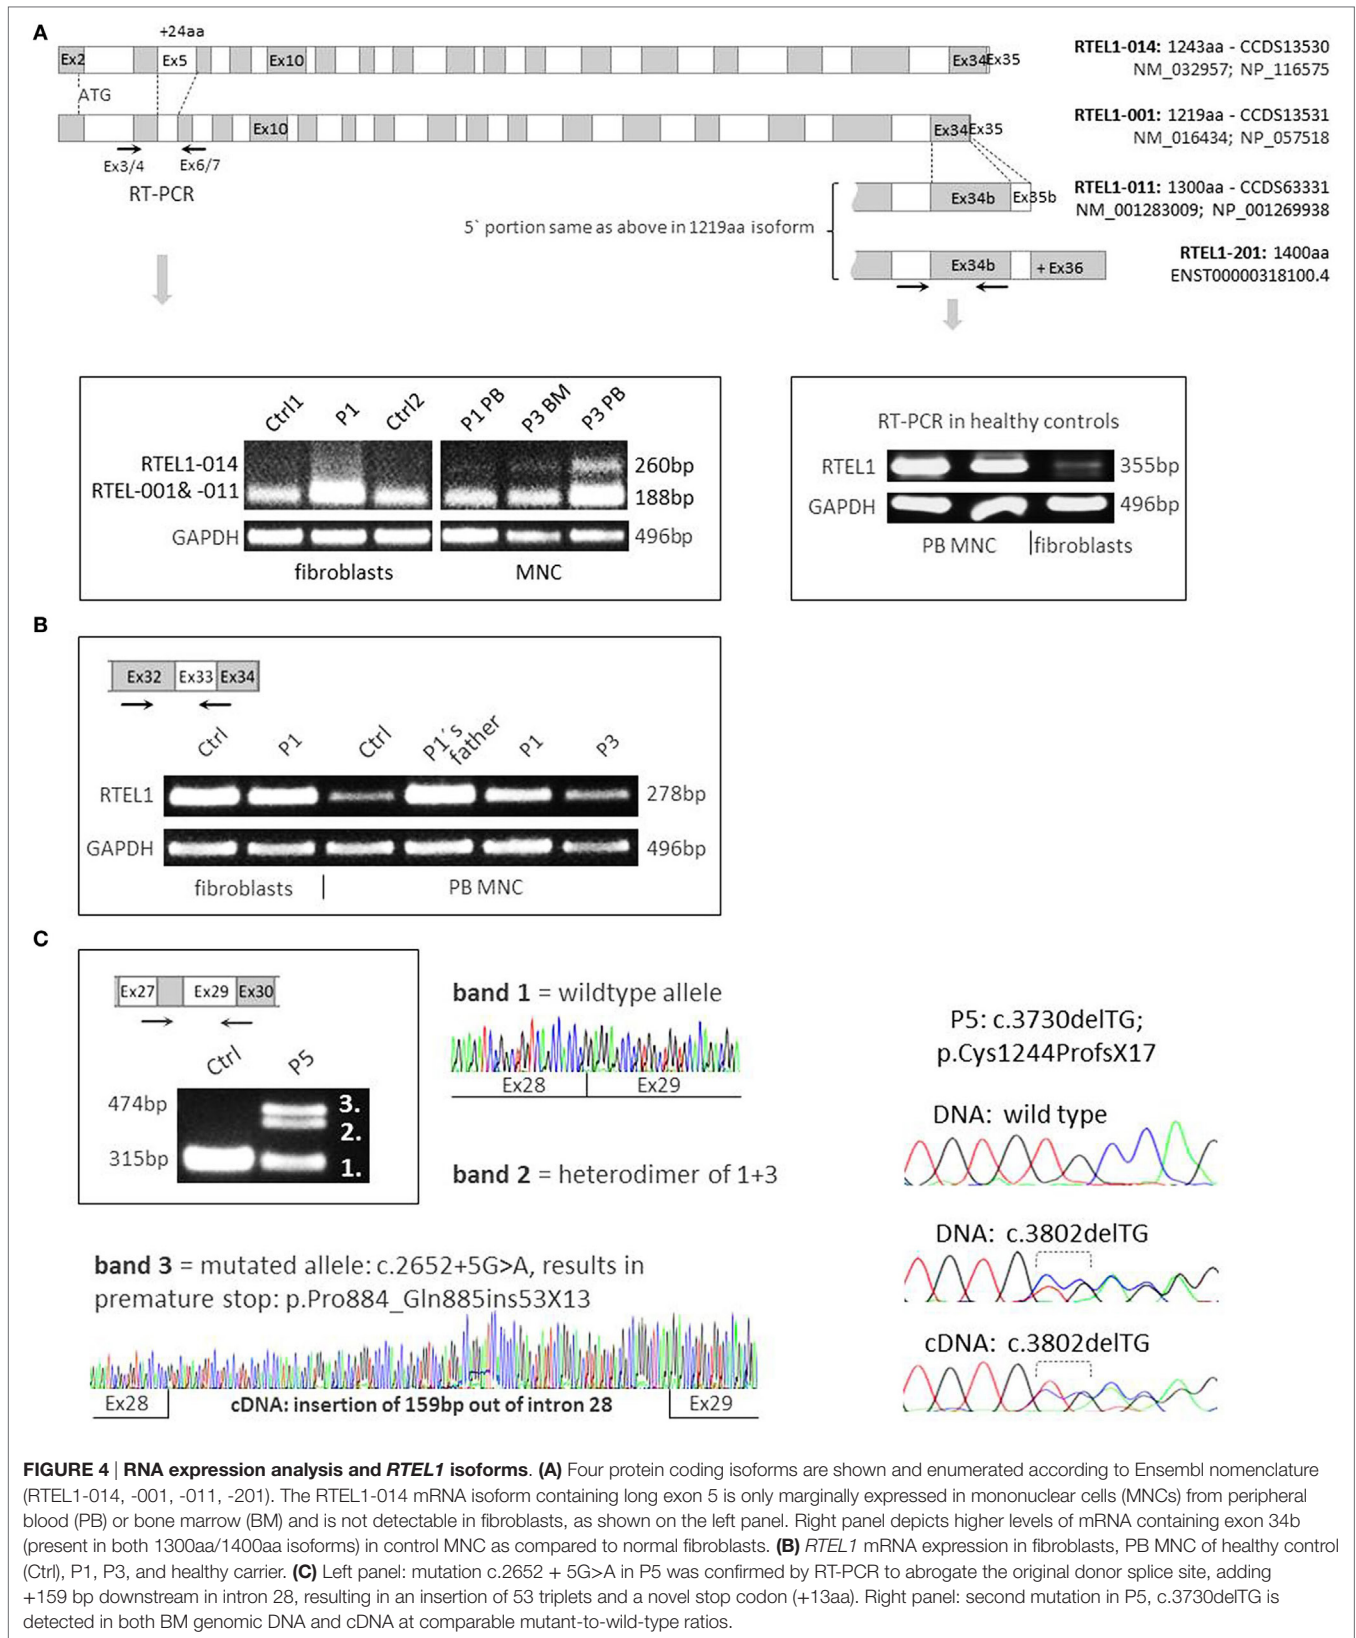 A
+24aa
Ex2
Ex5
Ex10
Ex34
Ex35
RTEL1-014: 1243aa - CCDS13530
NM_032957; NP_116575
ATG
Ex10
Ex34
Ex35
RTEL1-001: 1219aa - CCDS13531
NM_016434; NP_057518
Ex3/4
Ex6/7
RT-PCR
5` portion same as above in 1219aa isoform
Ex34b
Ex35b
RTEL1-011: 1300aa - CCDS63331
NM_001283009; NP_001269938
Ex34b
+ Ex36
RTEL1-201: 1400aa
ENST00000318100.4
Ctrl1
P1
Ctrl2
P1 PB
P3 BM
P3 PB
RTEL1-014
260bp
RTEL-001& -011
188bp
GAPDH
496bp
fibroblasts
MNC
RT-PCR in healthy controls
RTEL1
355bp
GAPDH
496bp
PB MNC
fibroblasts
B
Ex32
Ex33
Ex34
Ctrl
P1
Ctrl
P1´s
father
P1
P3
RTEL1
278bp
GAPDH
496bp
fibroblasts
PB MNC
C
Ex27
Ex29
Ex30
Ctrl
P5
474bp
3.
2.
315bp
1.
band 1 = wildtype allele
Ex28
Ex29
band 2 = heterodimer of 1+3
band 3 = mutated allele: c.2652+5G>A, results in
premature stop: p.Pro884_Gln885ins53X13
Ex28
cDNA: insertion of 159bp out of intron 28
Ex29
P5: c.3730delTG;
p.Cys1244ProfsX17
DNA: wild type
DNA: c.3802delTG
cDNA: c.3802delTG
FIGURE 4 | RNA expression analysis and RTEL1 isoforms. (A) Four protein coding isoforms are shown and enumerated according to Ensembl nomenclature
(RTEL1-014, -001, -011, -201). The RTEL1-014 mRNA isoform containing long exon 5 is only marginally expressed in mononuclear cells (MNCs) from peripheral
blood (PB) or bone marrow (BM) and is not detectable in fibroblasts, as shown on the left panel. Right panel depicts higher levels of mRNA containing exon 34b
(present in both 1300aa/1400aa isoforms) in control MNC as compared to normal fibroblasts. (B) RTEL1 mRNA expression in fibroblasts, PB MNC of healthy control
(Ctrl), P1, P3, and healthy carrier. (C) Left panel: mutation c.2652 + 5G>A in P5 was confirmed by RT-PCR to abrogate the original donor splice site, adding
+159 bp downstream in intron 28, resulting in an insertion of 53 triplets and a novel stop codon (+13aa). Right panel: second mutation in P5, c.3730delTG is
detected in both BM genomic DNA and cDNA at comparable mutant-to-wild-type ratios.